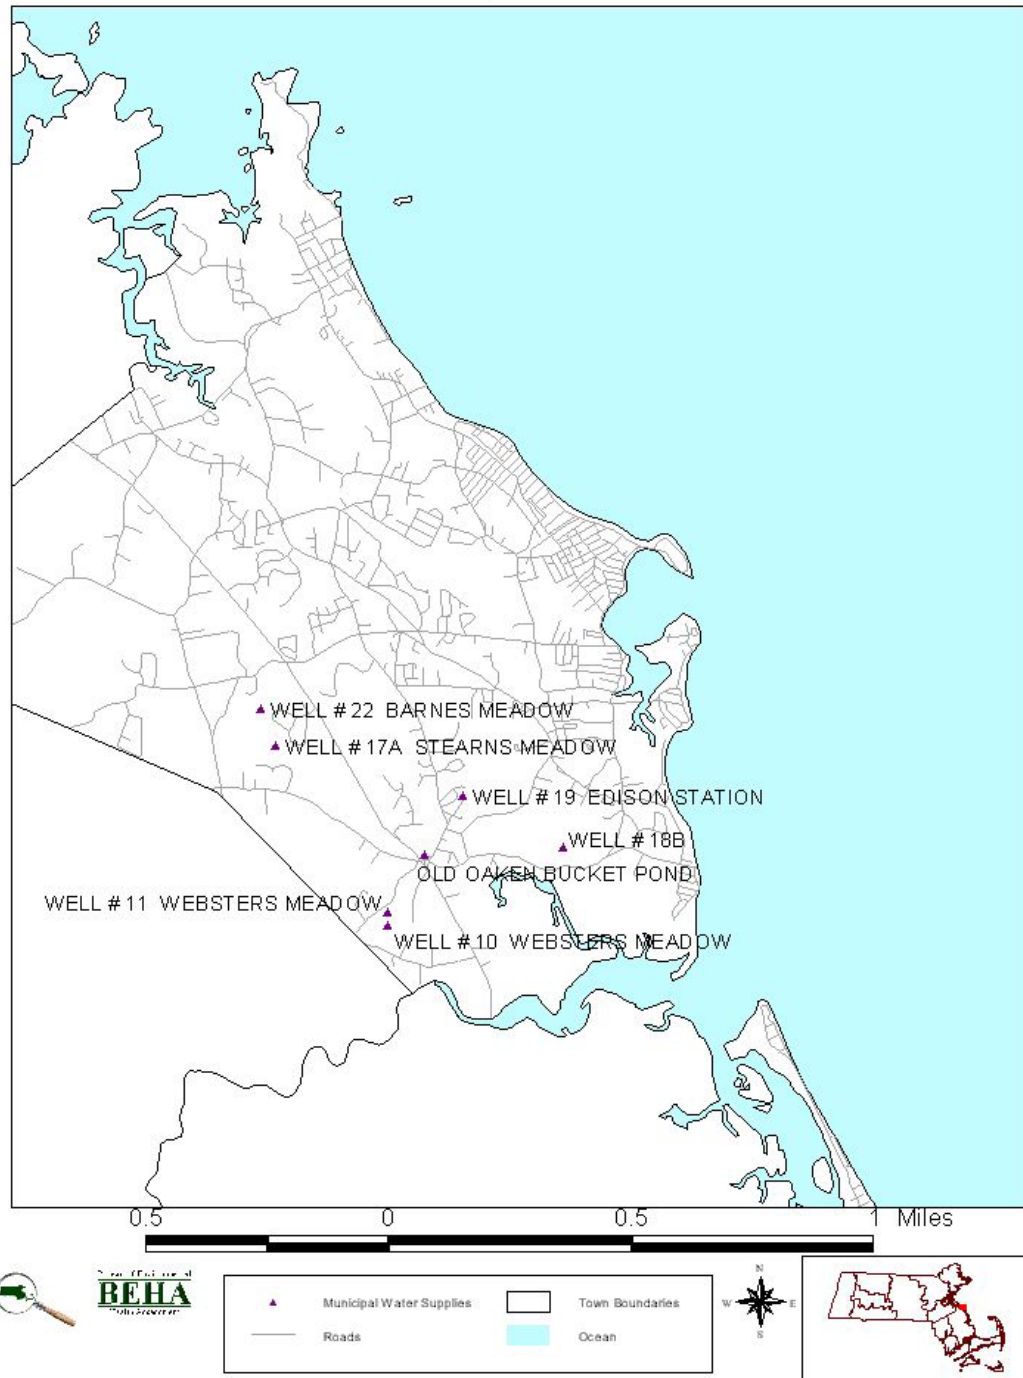 WELL #22 BARNES MEADOW
WELL #17A STEARNS MEADOW
WELL #19 EDISON STATION
WELL #18B
OLD OAKEN BUCKET POND
WELL #11 WEBSTERS MEADOW
WELL #10 WEBSTERS MEADOW
0.5 0 0.5 1 Miles
BEHA
Municipal Water Supplies
Town Boundaries
Roads
Ocean
N
W E
S